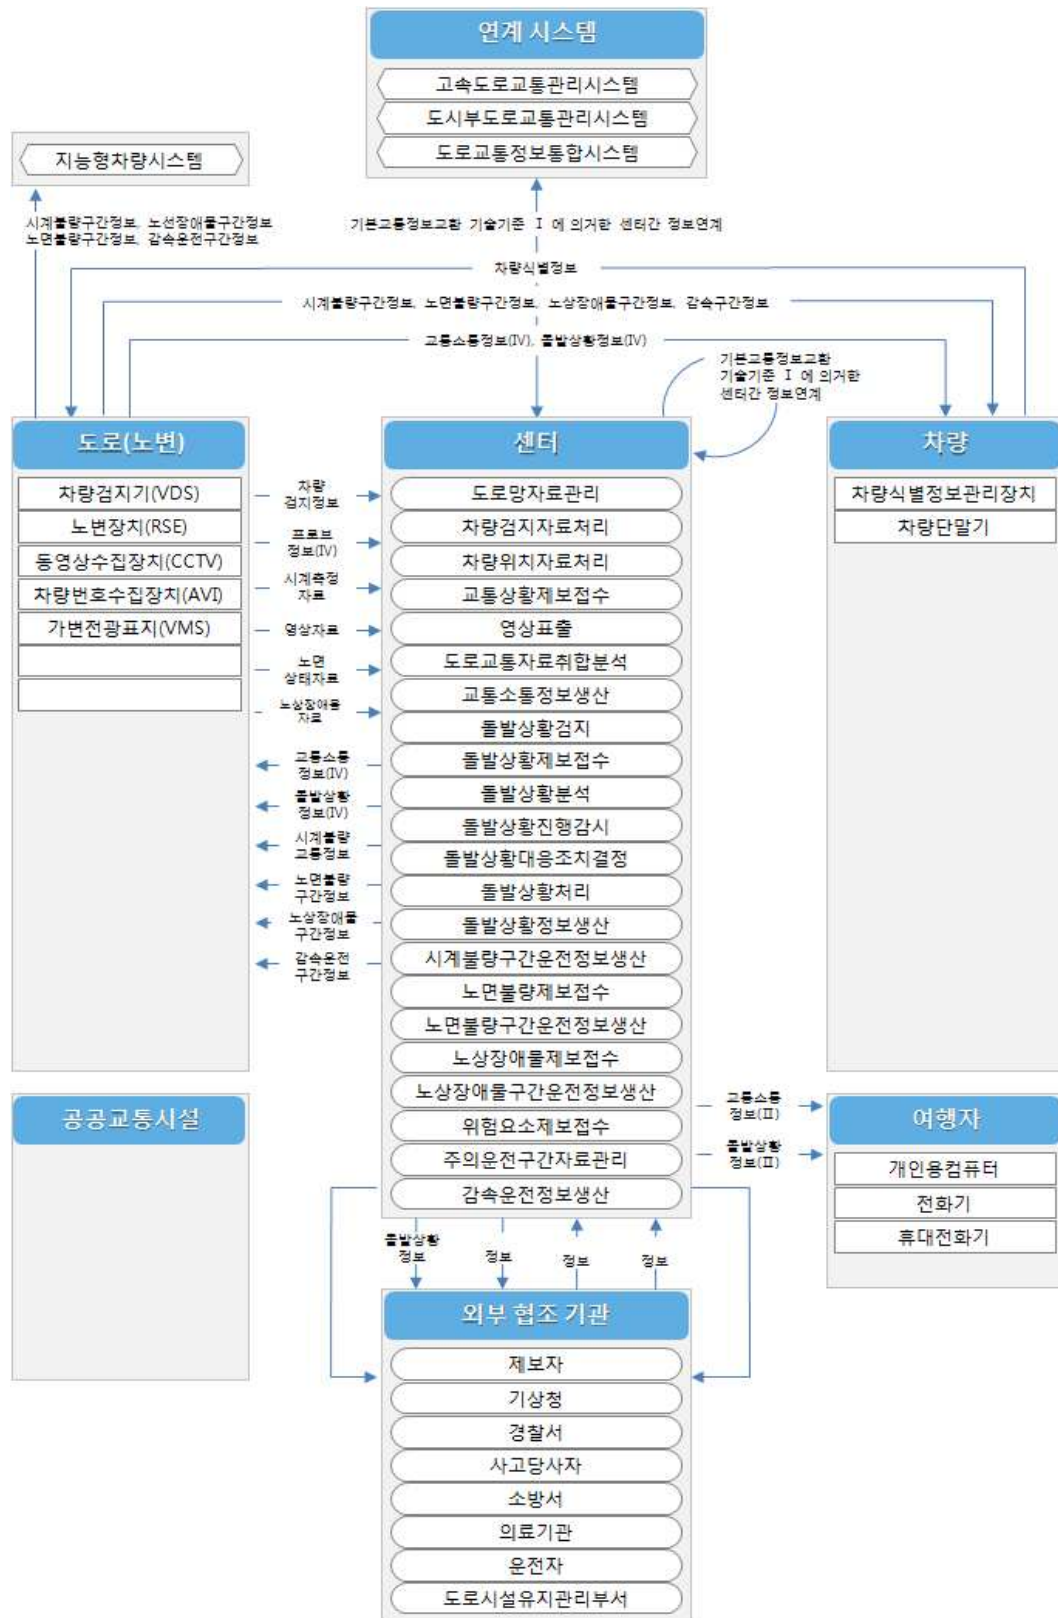 연계 시스템
고속도로교통관리시스템
도시부도로교통관리시스템
도로교통정보통합시스템
지능형차량시스템
시계불량구간정보, 노선장애물구간정보
노면불량구간정보, 감속운전구간정보
기본교통정보교환 기술기준 Ⅰ 에 의거한 센터간 정보연계
차량식별정보
시계불량구간정보, 노면불량구간정보, 노상장애물구간정보, 감속구간정보
교통소통정보(IV), 돌발상황정보(IV)
기본교통정보교환
기술기준 Ⅰ 에 의거한
센터간 정보연계
도로(노변)
차량검지기(VDS)
노변장치(RSE)
동영상수집장치(CCTV)
차량번호수집장치(AVI)
가변전광표지(VMS)
차량
검지정보
프로브
정보(IV)
시계측정
자료
영상자료
노면
상태자료
노상장애물
자료
교통소통
정보(IV)
돌발상황
정보(IV)
시계불량
교통정보
노면불량
구간정보
노상장애물
구간정보
감속운전
구간정보
센터
도로망자료관리
차량검지자료처리
차량위치자료처리
교통상황제보접수
영상표출
도로교통자료취합분석
교통소통정보생산
돌발상황검지
돌발상황제보접수
돌발상황분석
돌발상황진행감시
돌발상황대응조치결정
돌발상황처리
돌발상황정보생산
시계불량구간운전정보생산
노면불량제보접수
노면불량구간운전정보생산
노상장애물제보접수
노상장애물구간운전정보생산
위험요소제보접수
주의운전구간자료관리
감속운전정보생산
차량
차량식별정보관리장치
차량단말기
공공교통시설
교통소통
정보(Ⅱ)
돌발상황
정보(Ⅱ)
여행자
개인용컴퓨터
전화기
휴대전화기
돌발상황
정보
정보
정보
정보
외부 협조 기관
제보자
기상청
경찰서
사고당사자
소방서
의료기관
운전자
도로시설유지관리부서